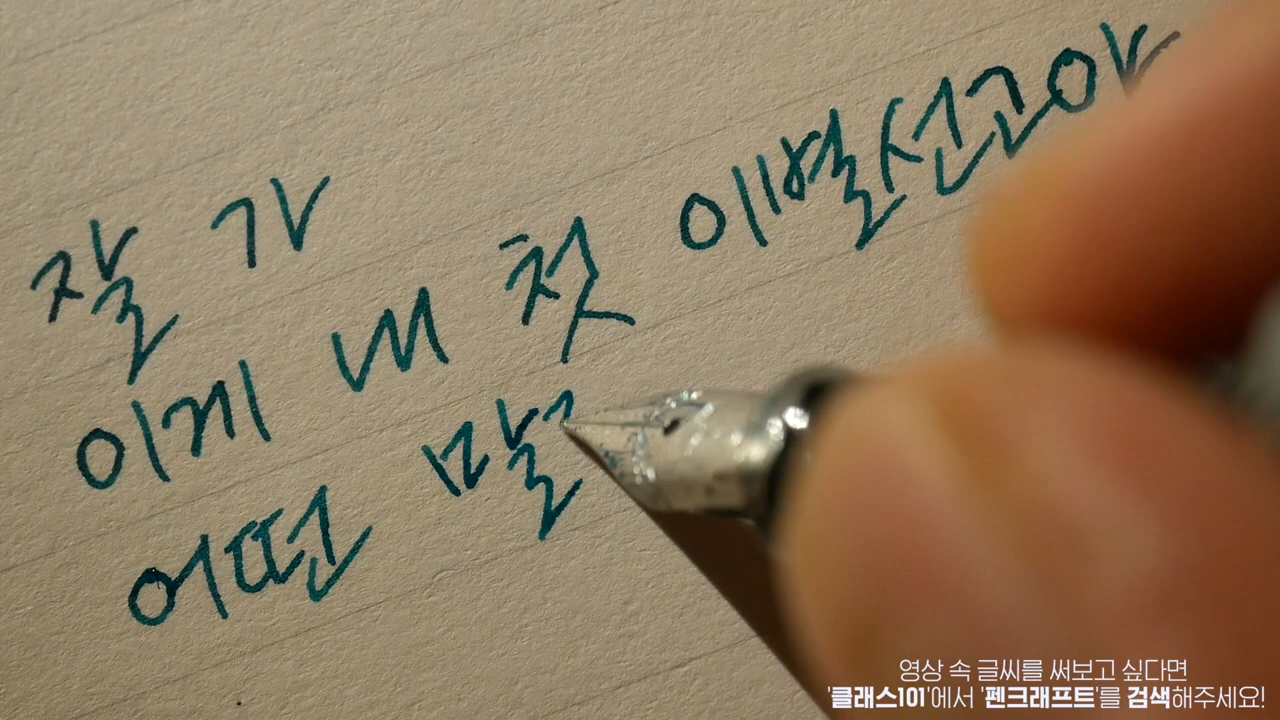 잘 가
이게 내 첫 이별선고야
어떤 말
영상 속 글씨를 써보고 싶다면
'클래스101'에서 '펜크래프트'를 검색해주세요!